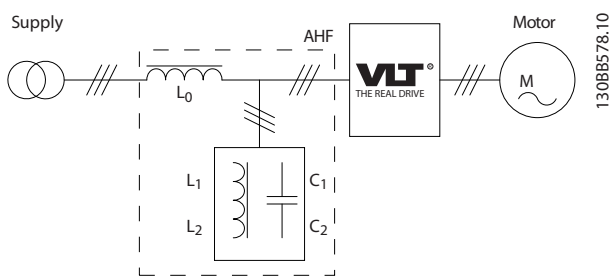 Supply
AHF
Motor
130BB578.10
VLT®
THE REAL DRIVE
M
L0
L1
C1
L2
C2